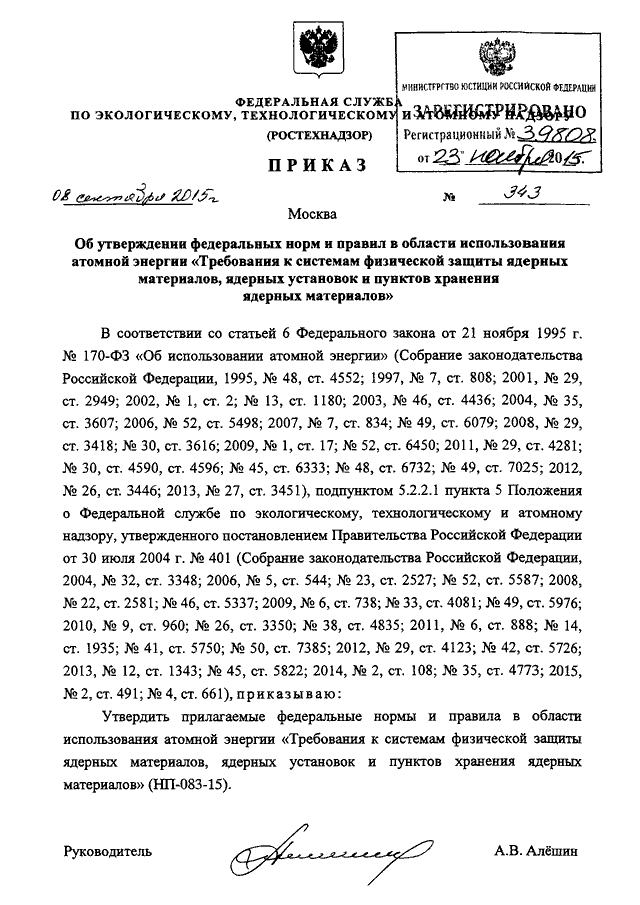 МИНИСТЕРСТВО ЮСТИЦИИ РОССИЙСКОЙ ФЕДЕРАЦИИ
ЗАРЕГИСТРИРОВАНО
Регистрационный № 39808.
от "23" ноября 2015.
ФЕДЕРАЛЬНАЯ СЛУЖБА
ПО ЭКОЛОГИЧЕСКОМУ, ТЕХНОЛОГИЧЕСКОМУ И АТОМНОМУ НАДЗОРУ
(РОСТЕХНАДЗОР)
ПРИКАЗ
08 сентября 2015г
№ 343
Москва
Об утверждении федеральных норм и правил в области использования
атомной энергии «Требования к системам физической защиты ядерных
материалов, ядерных установок и пунктов хранения
ядерных материалов»
В соответствии со статьей 6 Федерального закона от 21 ноября 1995 г.
№ 170-ФЗ «Об использовании атомной энергии» (Собрание законодательства
Российской Федерации, 1995, № 48, ст. 4552; 1997, № 7, ст. 808; 2001, № 29,
ст. 2949; 2002, № 1, ст. 2; № 13, ст. 1180; 2003, № 46, ст. 4436; 2004, № 35,
ст. 3607; 2006, № 52, ст. 5498; 2007, № 7, ст. 834; № 49, ст. 6079; 2008, № 29,
ст. 3418; № 30, ст. 3616; 2009, № 1, ст. 17; № 52, ст. 6450; 2011, № 29, ст. 4281;
№ 30, ст. 4590, ст. 4596; № 45, ст. 6333; № 48, ст. 6732; № 49, ст. 7025; 2012,
№ 26, ст. 3446; 2013, № 27, ст. 3451), подпунктом 5.2.2.1 пункта 5 Положения
о Федеральной службе по экологическому, технологическому и атомному
надзору, утвержденного постановлением Правительства Российской Федерации
от 30 июля 2004 г. № 401 (Собрание законодательства Российской Федерации,
2004, № 32, ст. 3348; 2006, № 5, ст. 544; № 23, ст. 2527; № 52, ст. 5587; 2008,
№ 22, ст. 2581; № 46, ст. 5337; 2009, № 6, ст. 738; № 33, ст. 4081; № 49, ст. 5976;
2010, № 9, ст. 960; № 26, ст. 3350; № 38, ст. 4835; 2011, № 6, ст. 888; № 14,
ст. 1935; № 41, ст. 5750; № 50, ст. 7385; 2012, № 29, ст. 4123; № 42, ст. 5726;
2013, № 12, ст. 1343; № 45, ст. 5822; 2014, № 2, ст. 108; № 35, ст. 4773; 2015,
№ 2, ст. 491; № 4, ст. 661), приказываю:
Утвердить прилагаемые федеральные нормы и правила в области
использования атомной энергии «Требования к системам физической защиты
ядерных материалов, ядерных установок и пунктов хранения ядерных
материалов» (НП-083-15).
Руководитель
А.В. Алёшин